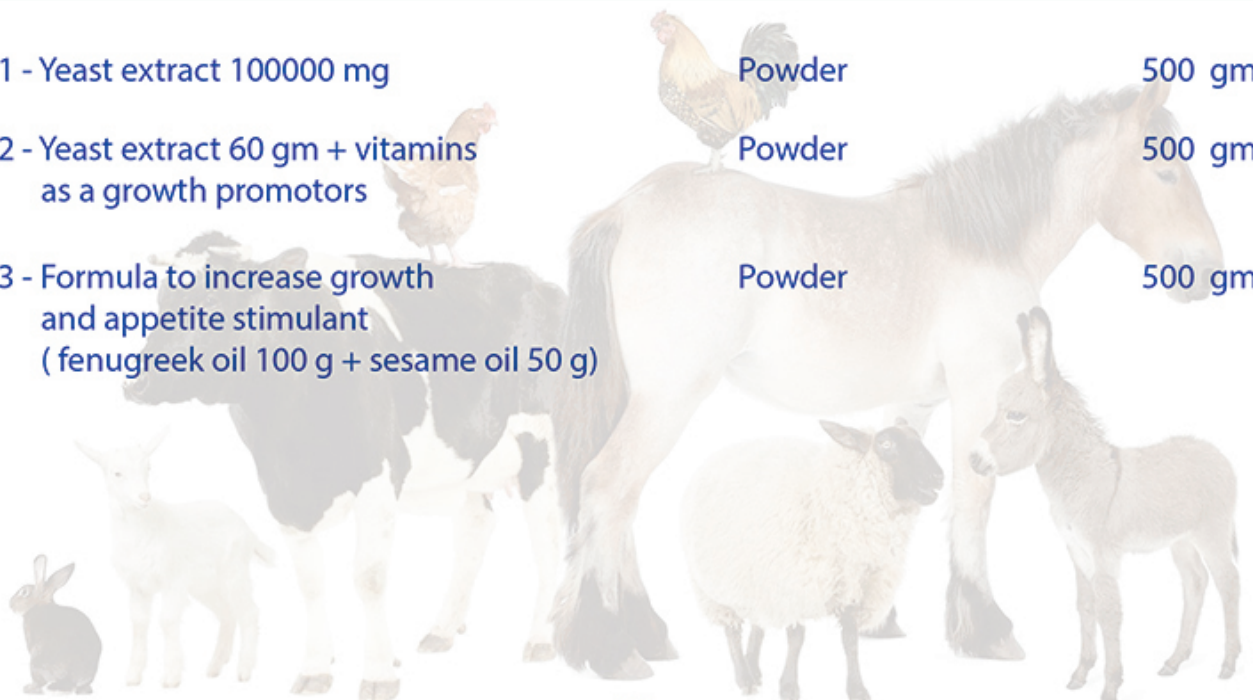 1 - Yeast extract 100000 mg Powder 500 gm
2 - Yeast extract 60 gm + vitamins Powder 500 gm
as a growth promotors
3 - Formula to increase growth Powder 500 gm
and appetite stimulant
( fenugreek oil 100 g + sesame oil 50 g)